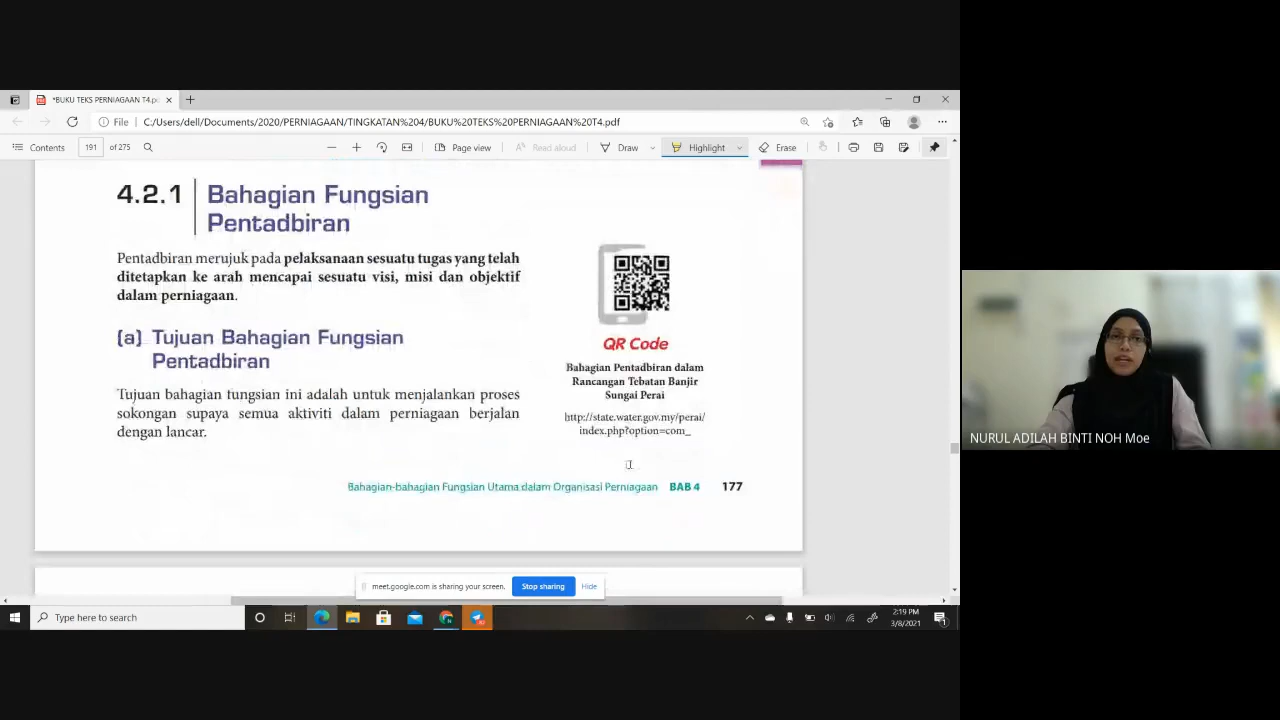 *BUKU TEKS PERNIAGAAN T4.pc
File
C:/Users/dell/Documents/2020/PERNIAGAAN/TINGKATAN%204/BUKU%20TEKS%20PERNIAGAAN%20T4.pdf
Contents 191 of 275 Page view Read aloud Draw Highlight Erase
4.2.1 Bahagian Fungsian
Pentadbiran
Pentadbiran merujuk pada pelaksanaan sesuatu tugas yang telah
ditetapkan ke arah mencapai sesuatu visi, misi dan objektif
dalam perniagaan.
(a) Tujuan Bahagian Fungsian
Pentadbiran
Tujuan bahagian fungsian ini adalah untuk menjalankan proses
sokongan supaya semua aktiviti dalam perniagaan berjalan
dengan lancar.
QR Code
Bahagian Pentadbiran dalam
Rancangan Tebatan Banjir
Sungai Perai
http://state.water.gov.my/perai/
index.php?option=com_
Bahagian-bahagian Fungsian Utama dalam Organisasi Perniagaan BAB 4 177
meet.google.com is sharing your screen. Stop sharing Hide
Type here to search
2:19 PM
3/8/2021
NURUL ADILAH BINTI NOH Moe